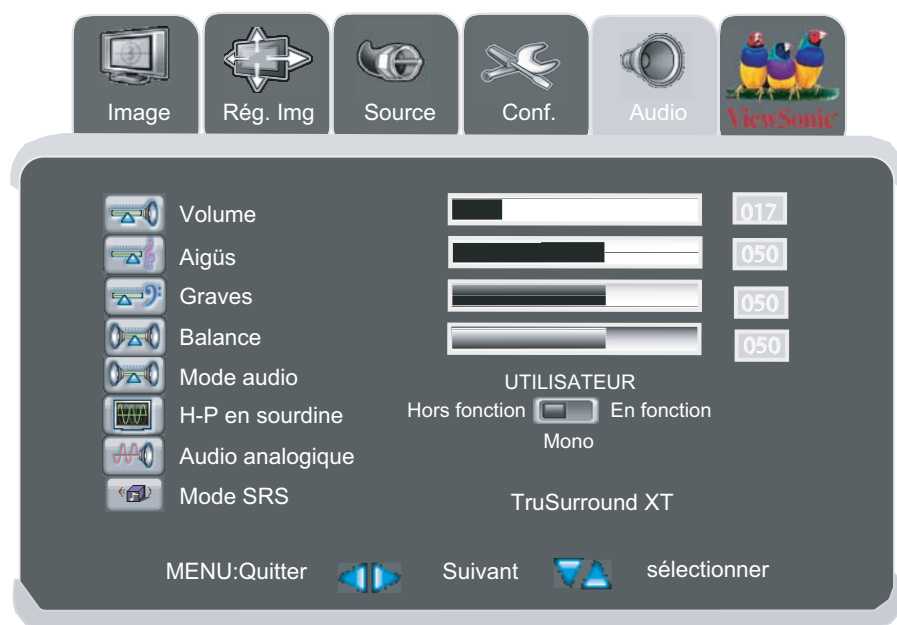 Image Rég. Img Source Conf. Audio ViewSonic
Volume 017
Aigüs 050
Graves 050
Balance 050
Mode audio UTILISATEUR
H-P en sourdine Hors fonction En fonction
Audio analogique Mono
Mode SRS TruSurround XT
MENU:Quitter Suivant sélectionner